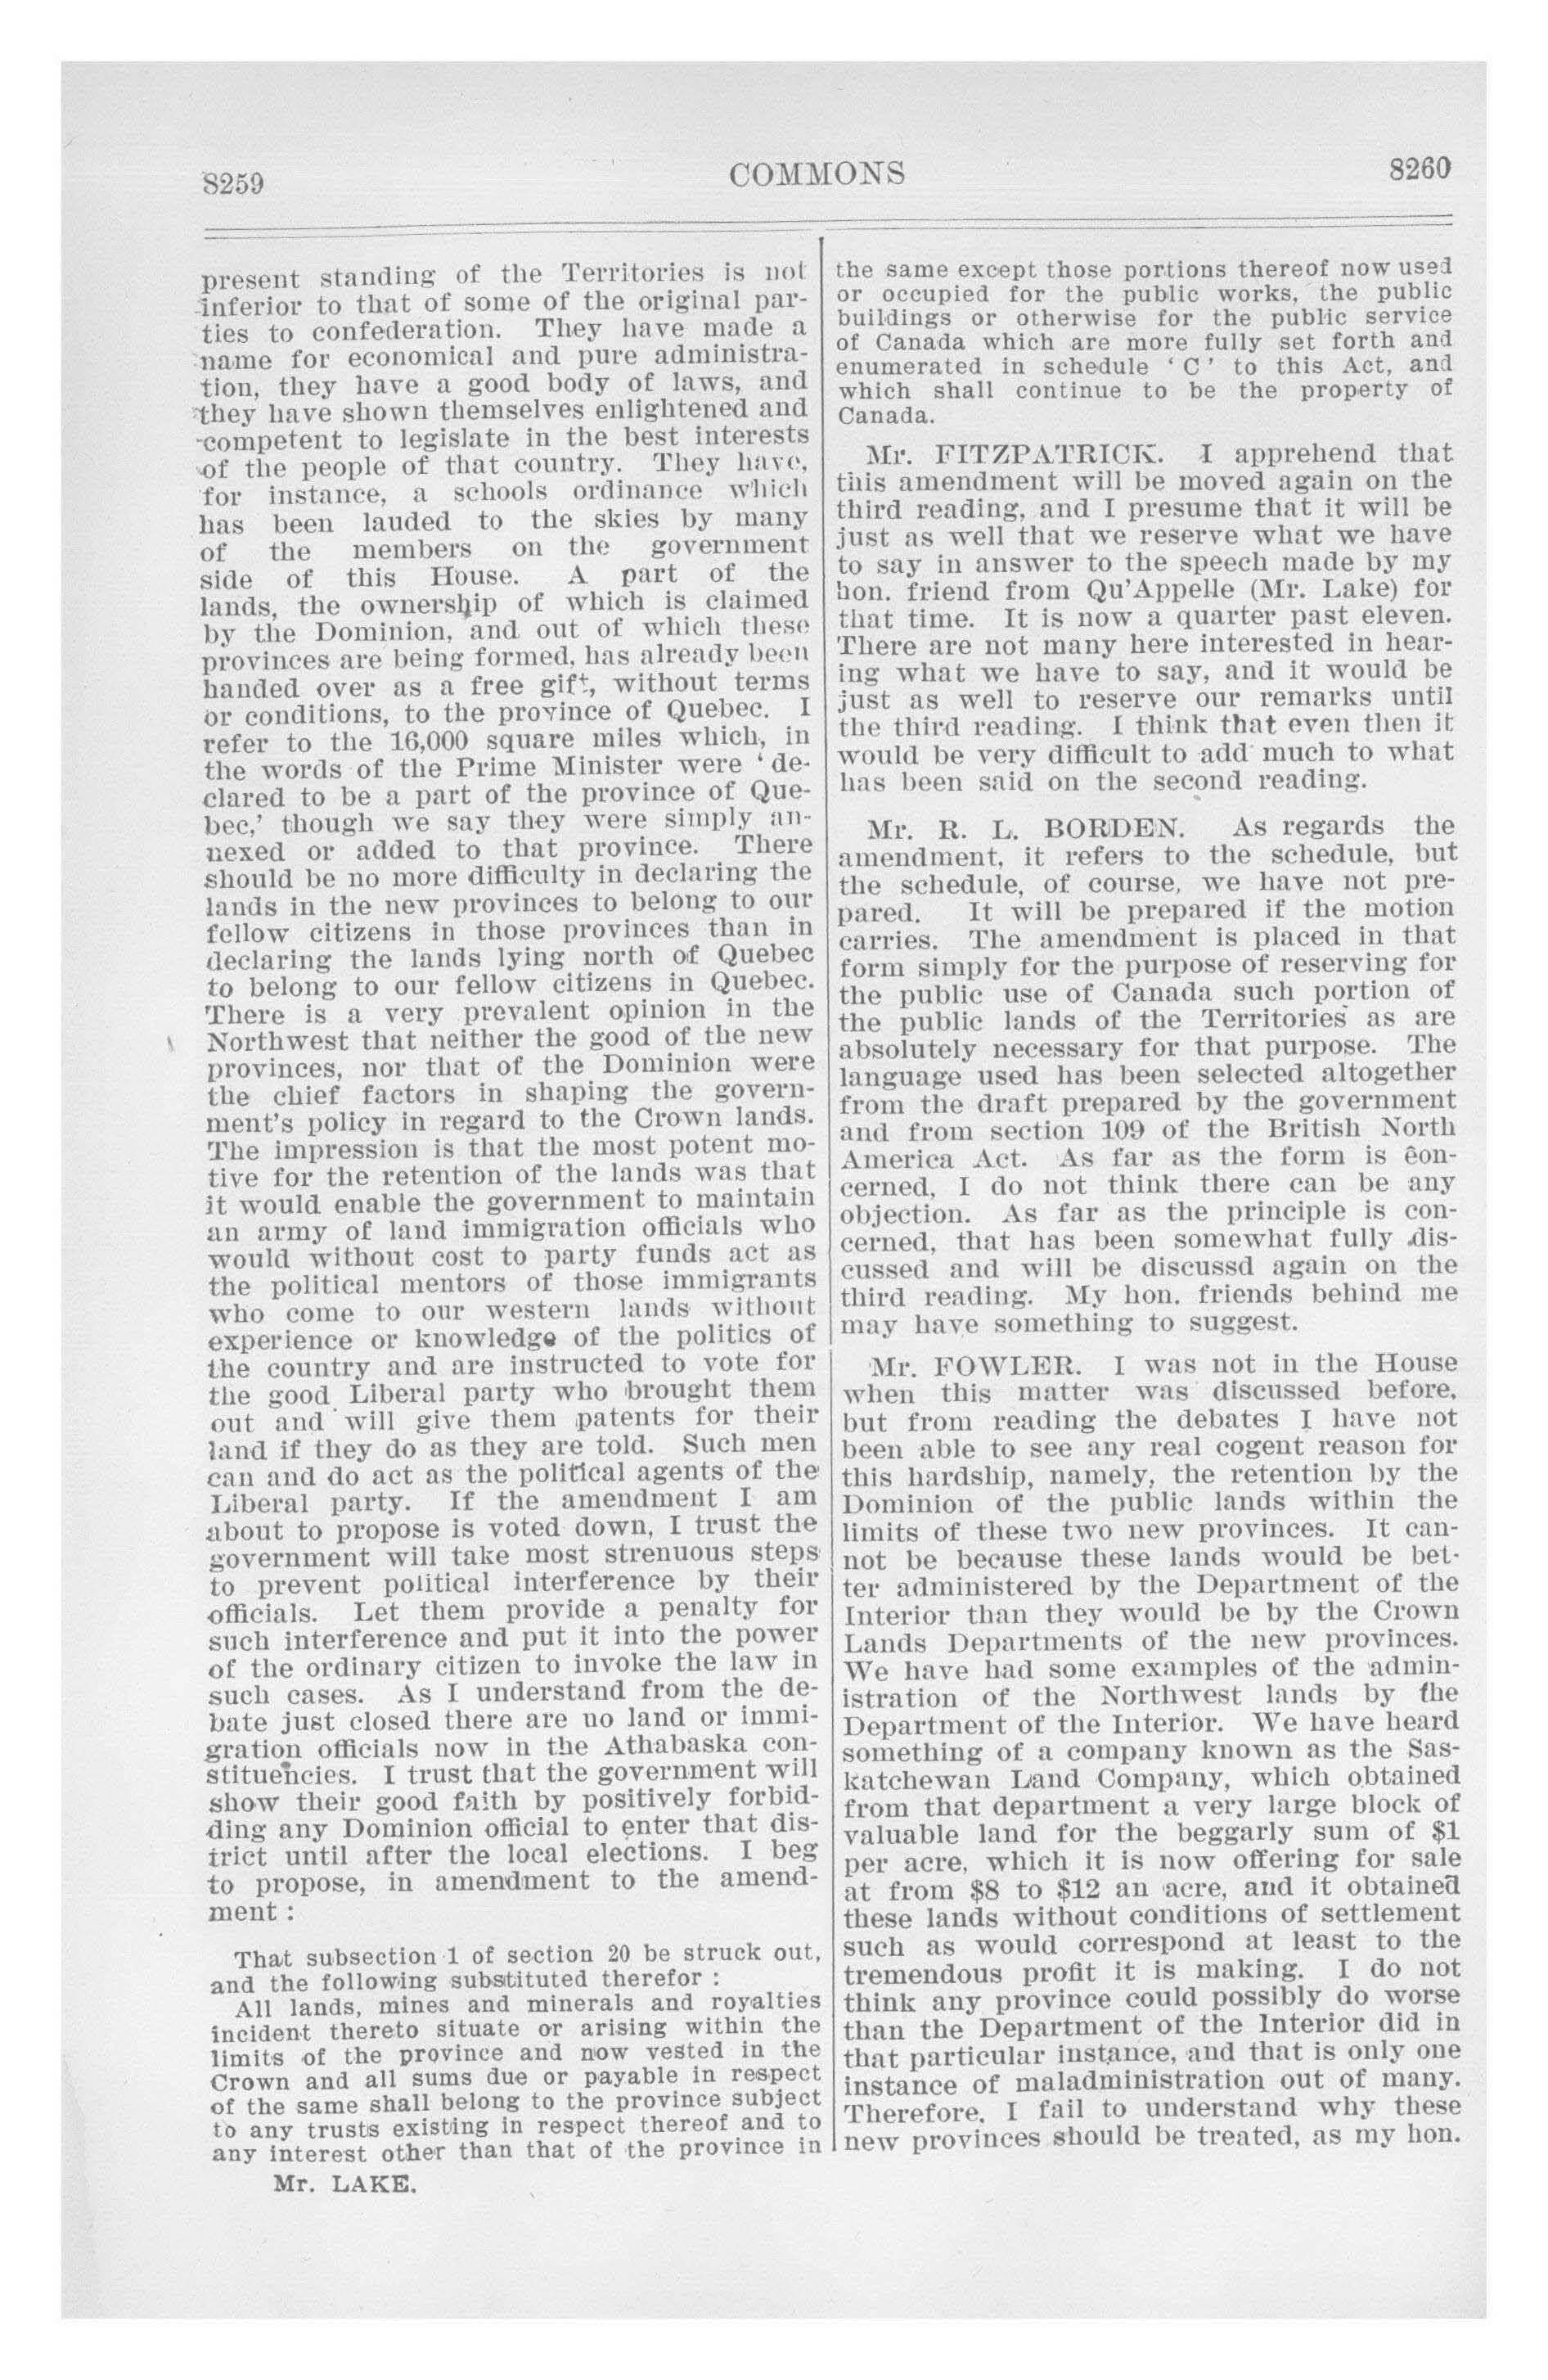 8259
COMMONS
8260
present standing of the Territories is not
inferior to that of some of the original par-
ties to confederation. They have made a
name for economical and pure administra-
tion, they have a good body of laws, and
they have shown themselves enlightened and
competent to legislate in the best interests
of the people of that country. They have,
for instance, a schools ordinance which
has been lauded to the skies by many
of the members on the government
side of this House. A part of the
lands, the ownership of which is claimed
by the Dominion, and out of which these
provinces are being formed, has already been
handed over as a free gift, without terms
or conditions, to the province of Quebec. I
refer to the 16,000 square miles which, in
the words of the Prime Minister were ‘ de-
clared to be a part of the province of Que-
bec,’ though we say they were simply an-
nexed or added to that province. There
should be no more difficulty in declaring the
lands in the new provinces to belong to our
fellow citizens in those provinces than in
declaring the lands lying north of Quebec
to belong to our fellow citizens in Quebec.
There is a very prevalent opinion in the
Northwest that neither the good of the new
provinces, nor that of the Dominion were
the chief factors in shaping the govern-
ment's policy in regard to the Crown lands.
The impression is that the most potent mo-
tive for the retention of the lands was that
it would enable the government to maintain
an army of land immigration officials who
would without cost to party funds act as
the political mentors of those immigrants
who come to our western lands without
experience or knowledge of the politics of
the country and are instructed to vote for
the good Liberal party who brought them
out and will give them patents for their
land if they do as they are told. Such men
can and do act as the political agents of the
Liberal party. If the amendment I am
about to propose is voted down, I trust the
government will take most strenuous steps
to prevent political interference by their
officials. Let them provide a penalty for
such interference and put it into the power
of the ordinary citizen to invoke the law in
such cases. As I understand from the de-
bate just closed there are no land or immi-
gration officials now in the Athabaska con-
stituencies. I trust that the government will
show their good faith by positively forbid-
ding any Dominion official to enter that dis-
trict until after the local elections. I beg
to propose, in amendment to the amend-
ment :
That subsection 1 of section 20 be struck out,
and the following substituted therefor :
All lands, mines and minerals and royalties
incident thereto situate or arising within the
limits of the province and now vested in the
Crown and all sums due or payable in respect
of the same shall belong to the province subject
to any trusts existing in respect thereof and to
any interest other than that of the province in
Mr. LAKE.
the same except those portions thereof now used
or occupied for the public works, the public
buildings or otherwise for the public service
of Canada which are more fully set forth and
enumerated in schedule ‘ C ’ to this Act, and
which shall continue to be the property of
Canada.
Mr. FITZPATRICK. I apprehend that
this amendment will be moved again on the
third reading, and I presume that it will be
just as well that we reserve what we have
to say in answer to the speech made by my
hon. friend from Qu'Appelle (Mr. Lake) for
that time. It is now a quarter past eleven.
There are not many here interested in hear-
ing what we have to say, and it would be
just as well to reserve our remarks until
the third reading. I think that even then it
would be very difficult to add much to what
has been said on the second reading.
Mr. R. L. BORDEN. As regards the
amendment, it refers to the schedule, but
the schedule, of course, we have not pre-
pared. It will be prepared if the motion
carries. The amendment is placed in that
form simply for the purpose of reserving for
the public use of Canada such portion of
the public lands of the Territories as are
absolutely necessary for that purpose. The
language used has been selected altogether
from the draft prepared by the government
and from section 109 of the British North
America Act. As far as the form is con-
cerned, I do not think there can be any
objection. As far as the principle is con-
cerned, that has been somewhat fully dis-
cussed and will be discussd again on the
third reading. My hon. friends behind me
may have something to suggest.
Mr. FOWLER. I was not in the House
when this matter was discussed before,
but from reading the debates I have not
been able to see any real cogent reason for
this hardship, namely, the retention by the
Dominion of the public lands within the
limits of these two new provinces. It can-
not be because these lands would be bet-
ter administered by the Department of the
Interior than they would be by the Crown
Lands Departments of the new provinces.
We have had some examples of the admin-
istration of the Northwest lands by the
Department of the Interior. We have heard
something of a company known as the Sas-
katchewan Land Company, which obtained
from that department a very large block of
valuable land for the beggarly sum of $1
per acre, which it is now offering for sale
at from $8 to $12 an acre, and it obtained
these lands without conditions of settlement
such as would correspond at least to the
tremendous profit it is making. I do not
think any province could possibly do worse
than the Department of the Interior did in
that particular instance, and that is only one
instance of maladministration out of many.
Therefore, I fail to understand why these
new provinces should be treated, as my hon.